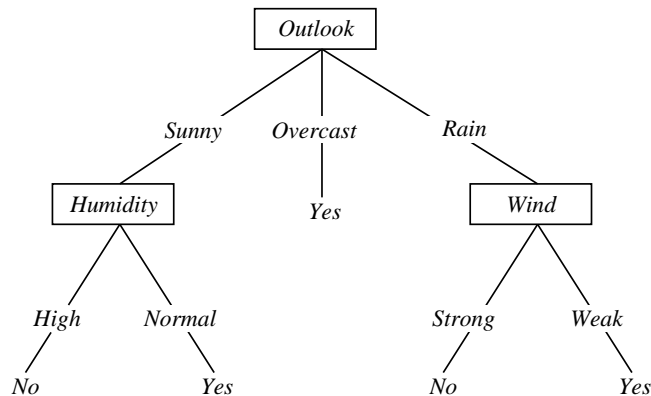 Outlook
Sunny Overcast Rain
Humidity Yes Wind
High Normal Strong Weak
No Yes No Yes